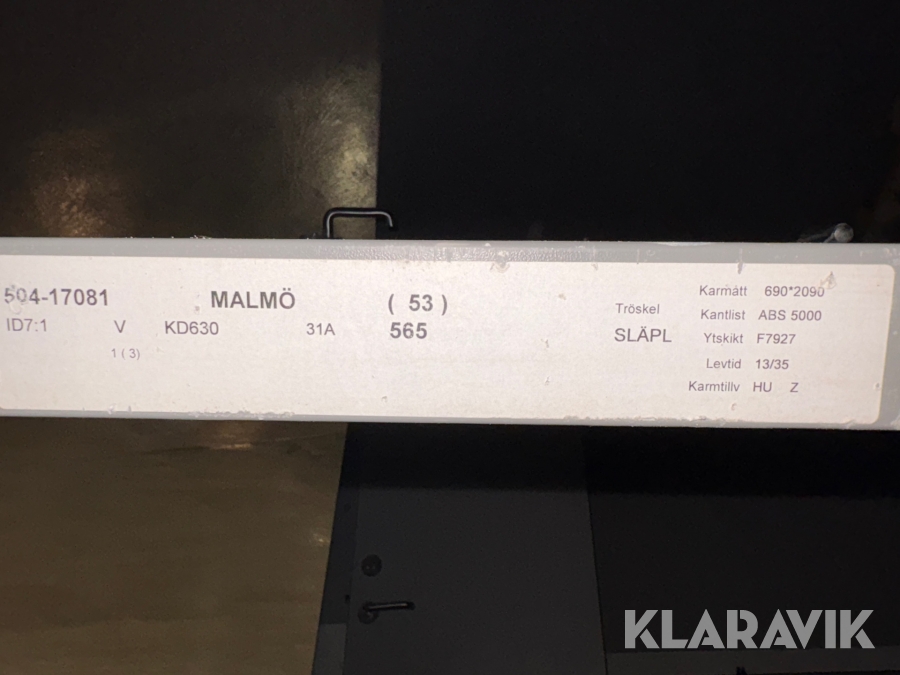 504-17081 MALMÖ ( 53 )
ID7:1 V KD630 31A 565
1 ( 3)
Tröskel
SLÄPL
Karmått 690*2090
Kantlist ABS 5000
Ytskikt F7927
Levtid 13/35
Karmtillv HU Z
KLARAVIK